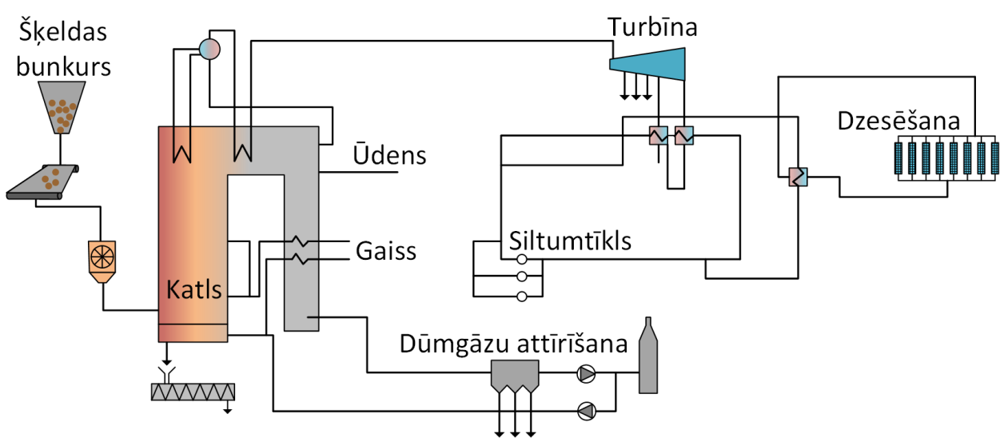 Šķeldas
bunkurs
Turbīna
Dzesēšana
Ūdens
Siltumtīkls
Gaiss
Katls
Dūmgāzu attīrīšana